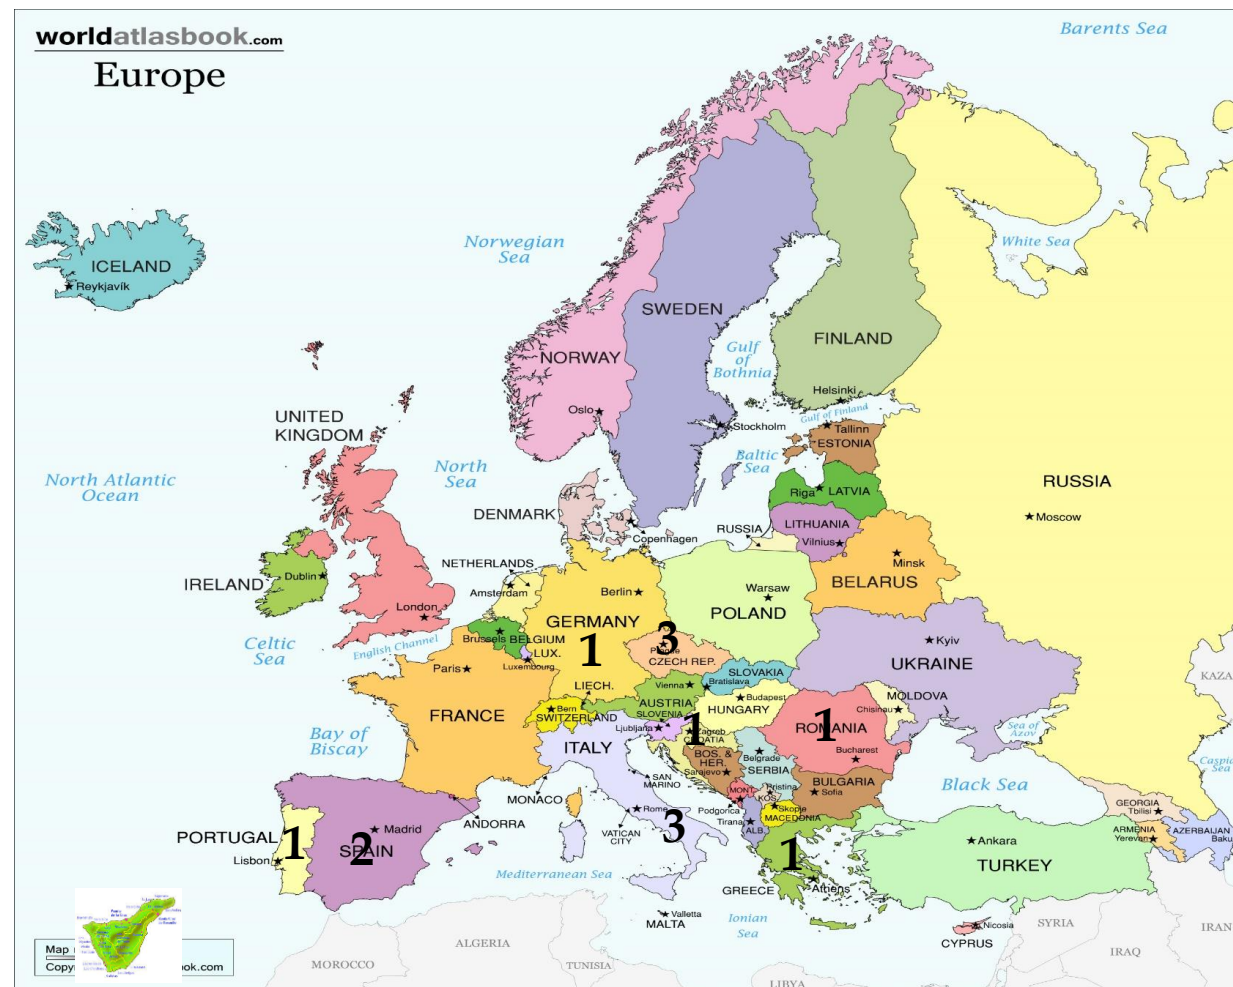 worldatlasbook.com
Europe
Barents Sea
Norwegian
Sea
White Sea
ICELAND
Reykjavík
SWEDEN
FINLAND
NORWAY
Gulf
of
Bothnia
Helsinki
Oslo
Gulf of Finland
Stockholm
Tallinn
ESTONIA
UNITED
KINGDOM
North Atlantic
Ocean
North
Sea
Baltic
Sea
RUSSIA
Riga
LATVIA
DENMARK
Moscow
LITHUANIA
RUSSIA
Vilnius
Copenhagen
NETHERLANDS
IRELAND
Dublin
Minsk
BELARUS
Amsterdam
Berlin
Warsaw
POLAND
London
GERMANY
Celtic
Sea
English Channel
Brussels
BELGIUM
1
3
Kyiv
UKRAINE
LUX.
Luxembourg
Paris
CZECH REP.
SLOVAKIA
Bratislava
Vienna
KAZA
LIECH.
AUSTRIA
Budapest
HUNGARY
MOLDOVA
Chisinau
FRANCE
Bern
SWITZERLAND
SLOVENIA
Ljubljana
1
Zagreb
CROATIA
ROMANIA
1
Bucharest
Sea of
Azov
Bay of
Biscay
ITALY
BOS. &
HER.
Sarajevo
Belgrade
SERBIA
Caspia
Sea
Black Sea
SAN
MARINO
MONT.
Pristina
KOS.
BULGARIA
Sofia
MONACO
ANDORRA
Rome
Podgorica
Skopje
MACEDONIA
GEORGIA
Tbilisi
PORTUGAL
1
Madrid
SPAIN
2
VATICAN
CITY
3
Tirana
ALB.
ARMENIA
Yerevan
AZERBAIJAN
Baku
Lisbon
1
Ankara
TURKEY
Mediterranean Sea
GREECE
Athens
Valletta
MALTA
Ionian
Sea
Nicosia
CYPRUS
SYRIA
IRAN
IRAQ
ALGERIA
MOROCCO
TUNISIA
LIBYA
Map
Copy
ok.com